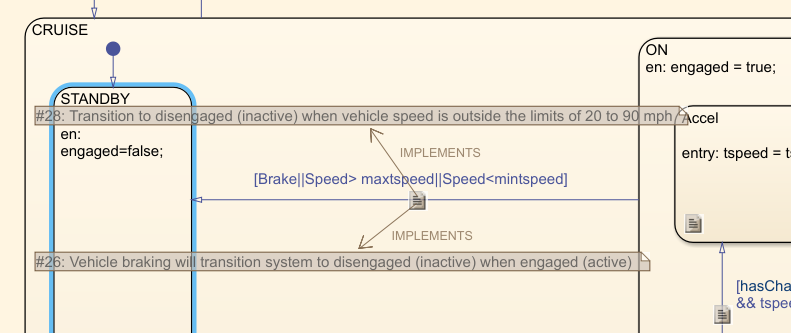 CRUISE
ON
en: engaged = true;
STANDBY
#28: Transition to disengaged (inactive) when vehicle speed is outside the limits of 20 to 90 mph
Accel
en:
engaged=false;
entry: tspeed =
IMPLEMENTS
[Brake||Speed> maxtspeed||Speed<mintspeed]
IMPLEMENTS
#26: Vehicle braking will transition system to disengaged (inactive) when engaged (active)
[hasCha
&& tspee